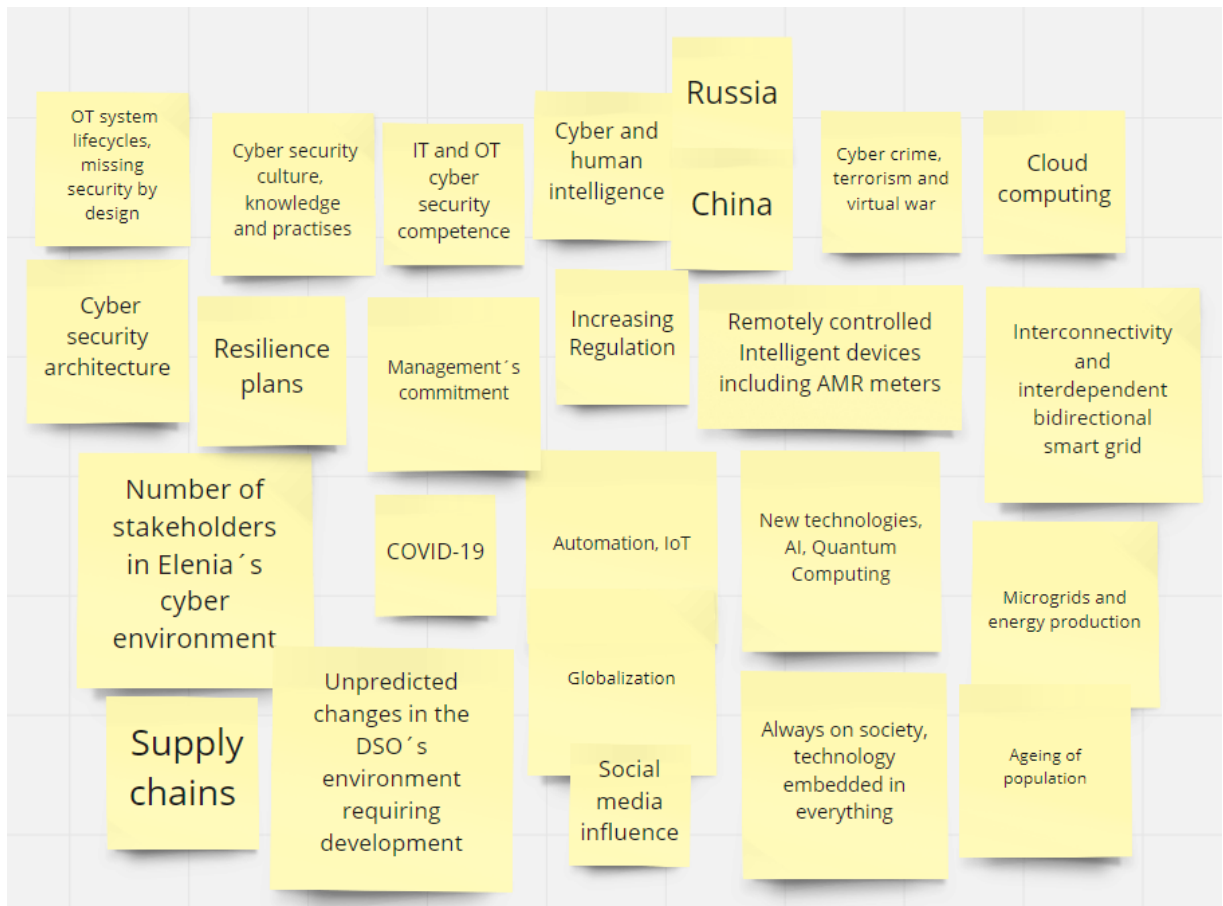 OT system
lifecycles,
missing
security by
design
Cyber security
culture,
knowledge
and practises
IT and OT
cyber
security
competence
Cyber and
human
intelligence
Russia
China
Cyber crime,
terrorism and
virtual war
Cloud
computing
Cyber
security
architecture
Resilience
plans
Management´s
commitment
Increasing
Regulation
Remotely controlled
Intelligent devices
including AMR meters
Interconnectivity
and
interdependent
bidirectional
smart grid
Number of
stakeholders
in Elenia´s
cyber
environment
COVID-19
Automation, IoT
New technologies,
AI, Quantum
Computing
Microgrids and
energy production
Supply
chains
Unpredicted
changes in the
DSO´s
environment
requiring
development
Globalization
Social
media
influence
Always on society,
technology
embedded in
everything
Ageing of
population